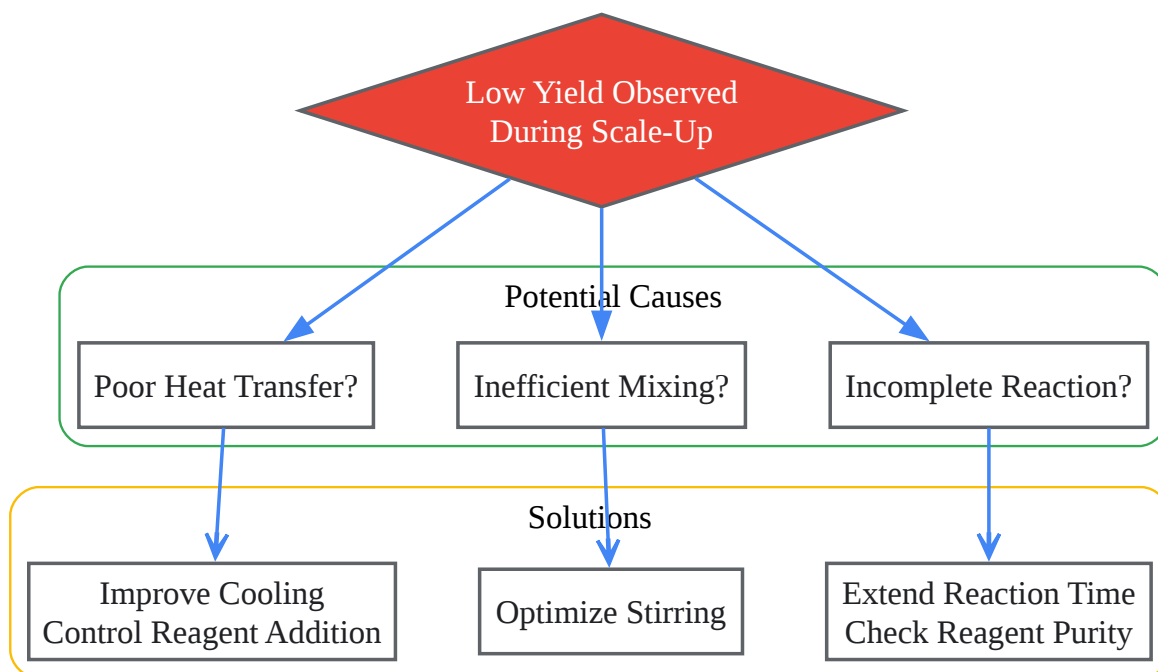 Low Yield Observed
During Scale-Up
Potential Causes
Poor Heat Transfer?
Inefficient Mixing?
Incomplete Reaction?
Solutions
Improve Cooling
Control Reagent Addition
Optimize Stirring
Extend Reaction Time
Check Reagent Purity